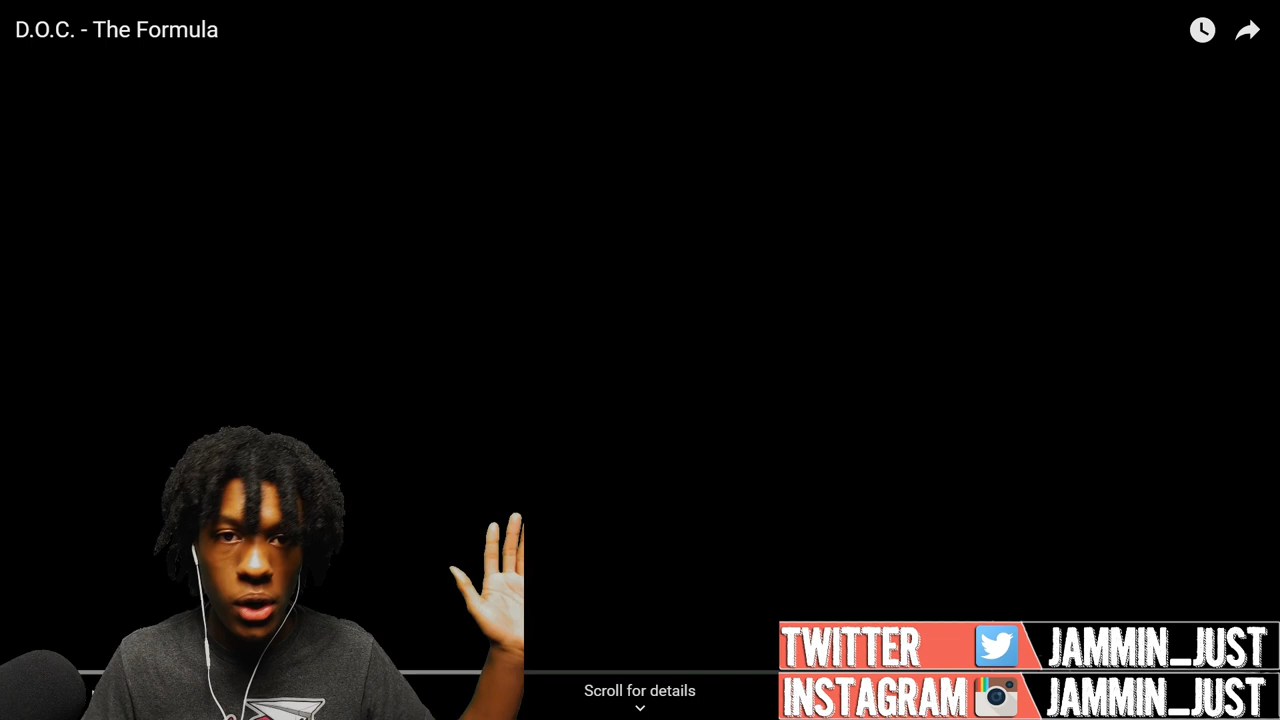 D.O.C. - The Formula
Scroll for details
TWITTER JAMMIN_JUST
INSTAGRAM JAMMIN_JUST